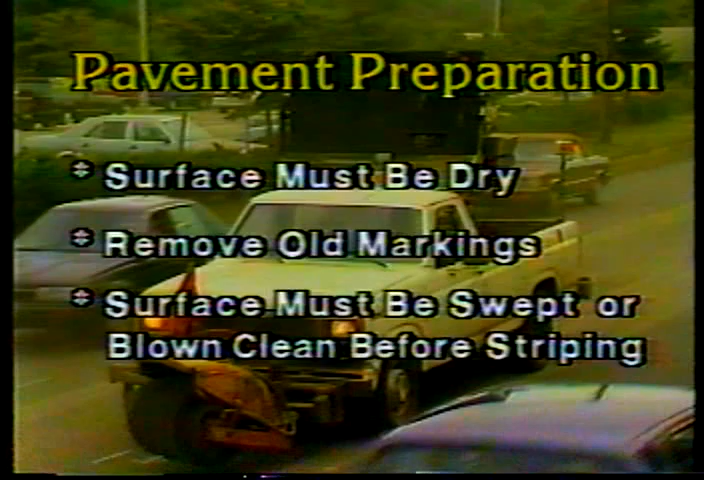 Pavement Preparation
* Surface Must Be Dry
* Remove Old Markings
* Surface Must Be Swept or
Blown Clean Before Striping